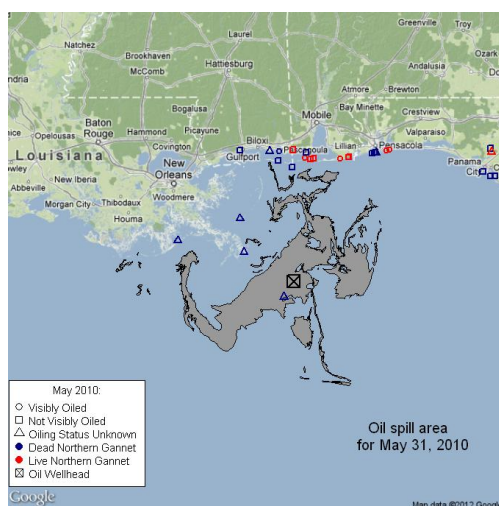 Natchez
Laurel
Greenville
Troy
Ozark
Brookhaven
McComb
Hattiesburg
Andalusia
Bogalusa
Atmore
Brewton
Bay Minette
Crestview
Baton Rouge
Hammond
Picayune
Mobile
Opelousas
Covington
Biloxi
Pascagoula
Lillian
Pensacola
Valparaiso
Louisiana
New Orleans
Gulfport
Panama City
Abbeville
New Iberia
Thibodaux
Woodmere
Morgan City
Houma
May 2010:
Visibly Oiled
Not Visibly Oiled
Oiling Status Unknown
Dead Northern Gannet
Live Northern Gannet
Oil Wellhead
Oil spill area
for May 31, 2010
Google
Map data ©2012 Google